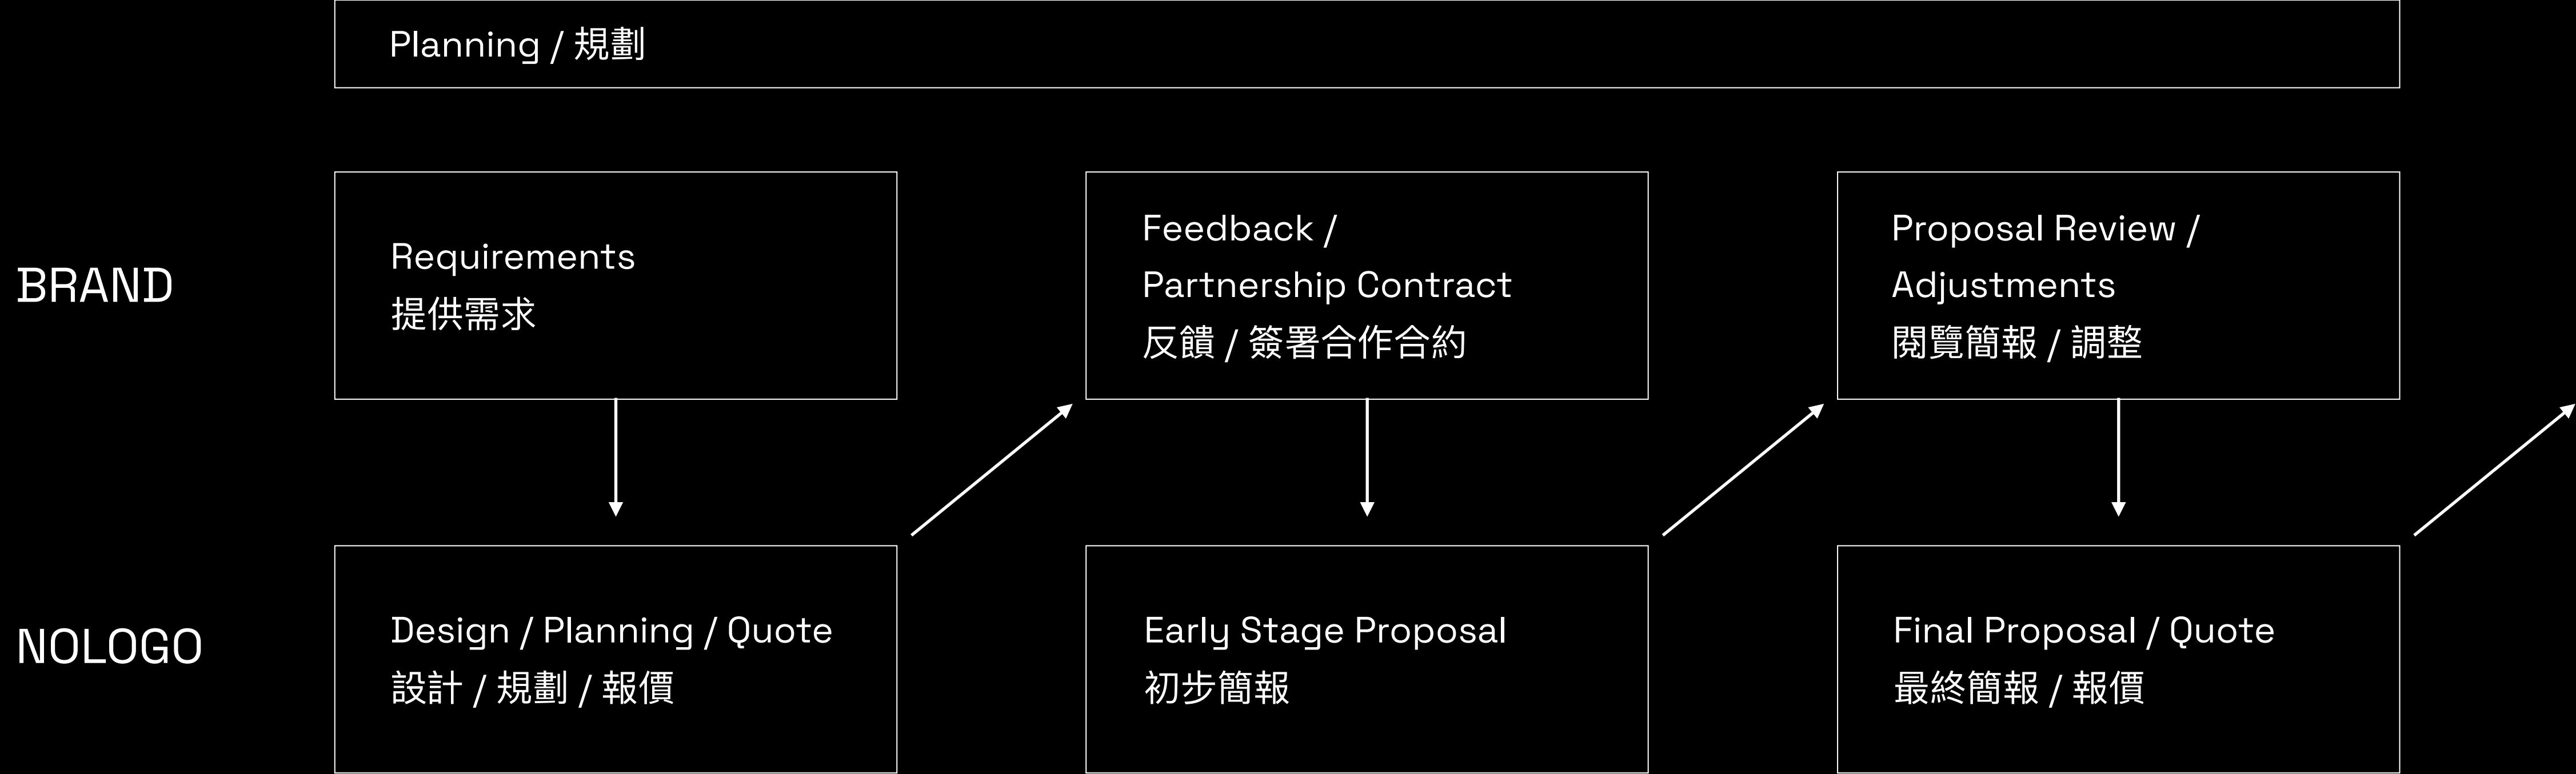 Planning / 規劃
BRAND
Requirements
提供需求
Feedback /
Partnership Contract
反饋 / 簽署合作合約
Proposal Review /
Adjustments
閱覽簡報 / 調整
NOLOGO
Design / Planning / Quote
設計 / 規劃 / 報價
Early Stage Proposal
初步簡報
Final Proposal / Quote
最終簡報 / 報價